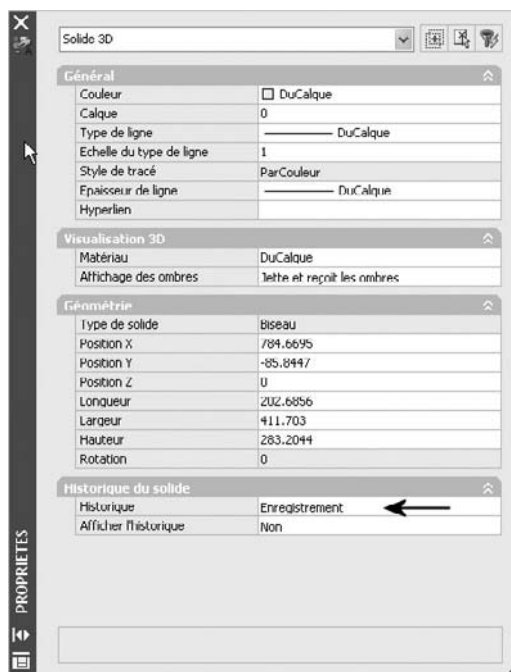 Solide 3D
Général
Couleur DuCalque
Calque 0
Type de ligne DuCalque
Echelle du type de ligne 1
Style de tracé ParCouleur
Epaisseur de ligne DuCalque
Hyperlien
Visualisation 3D
Matériau DuCalque
Affichage des ombres Jette et reçoit les ombres
Géométrie
Type de solide Biseau
Position X 784.6695
Position Y -85.8447
Position Z 0
Longueur 202.6856
Largeur 411.703
Hauteur 283.2044
Rotation 0
Historique du solide
Historique Enregistrement
Afficher l'historique Non
PROPRIETES